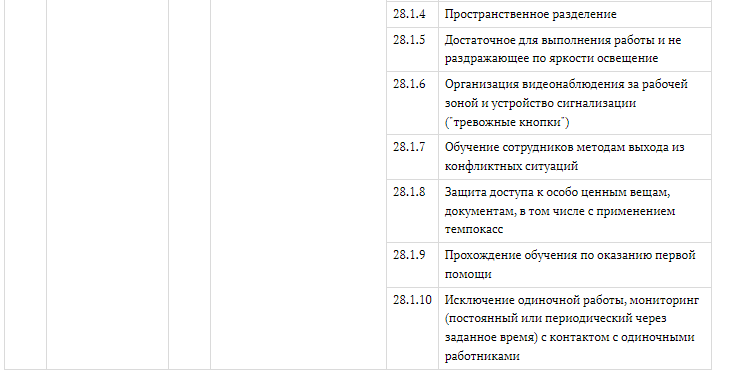 28.1.4 Пространственное разделение
28.1.5 Достаточное для выполнения работы и не
раздражающее по яркости освещение
28.1.6 Организация видеонаблюдения за рабочей
зоной и устройство сигнализации
("тревожные кнопки")
28.1.7 Обучение сотрудников методам выхода из
конфликтных ситуаций
28.1.8 Защита доступа к особо ценным вещам,
документам, в том числе с применением
темпокасс
28.1.9 Прохождение обучения по оказанию первой
помощи
28.1.10 Исключение одиночной работы, мониторинг
(постоянный или периодический через
заданное время) с контактом с одиночными
работниками